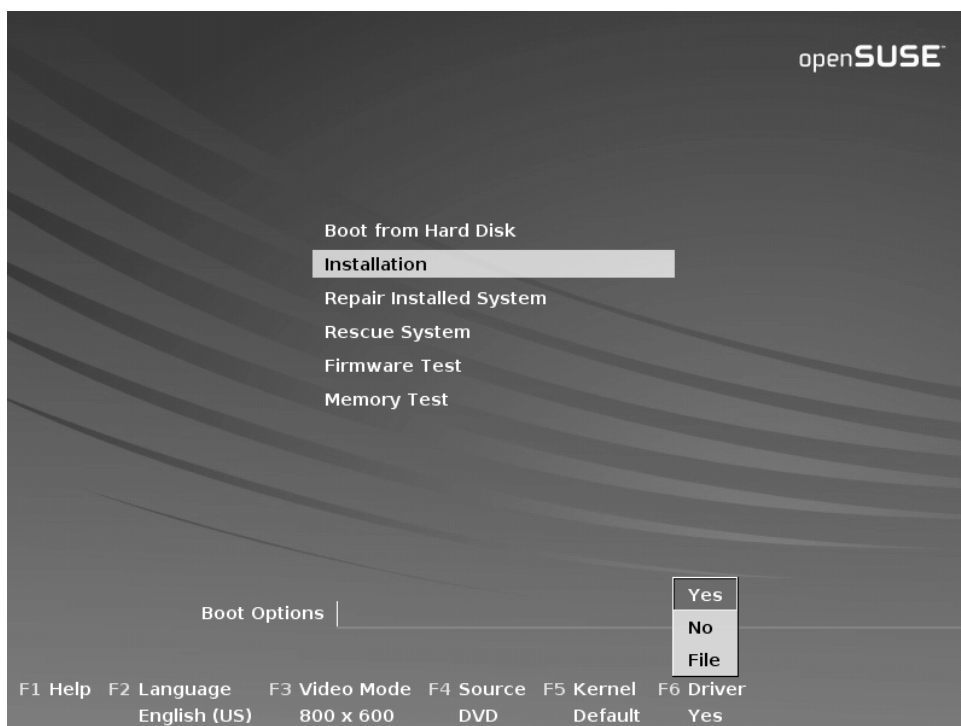 openSUSE
Boot from Hard Disk
Installation
Repair Installed System
Rescue System
Firmware Test
Memory Test
Boot Options
Yes
No
File
F1 Help F2 Language F3 Video Mode F4 Source F5 Kernel F6 Driver
English (US) 800 x 600 DVD Default Yes